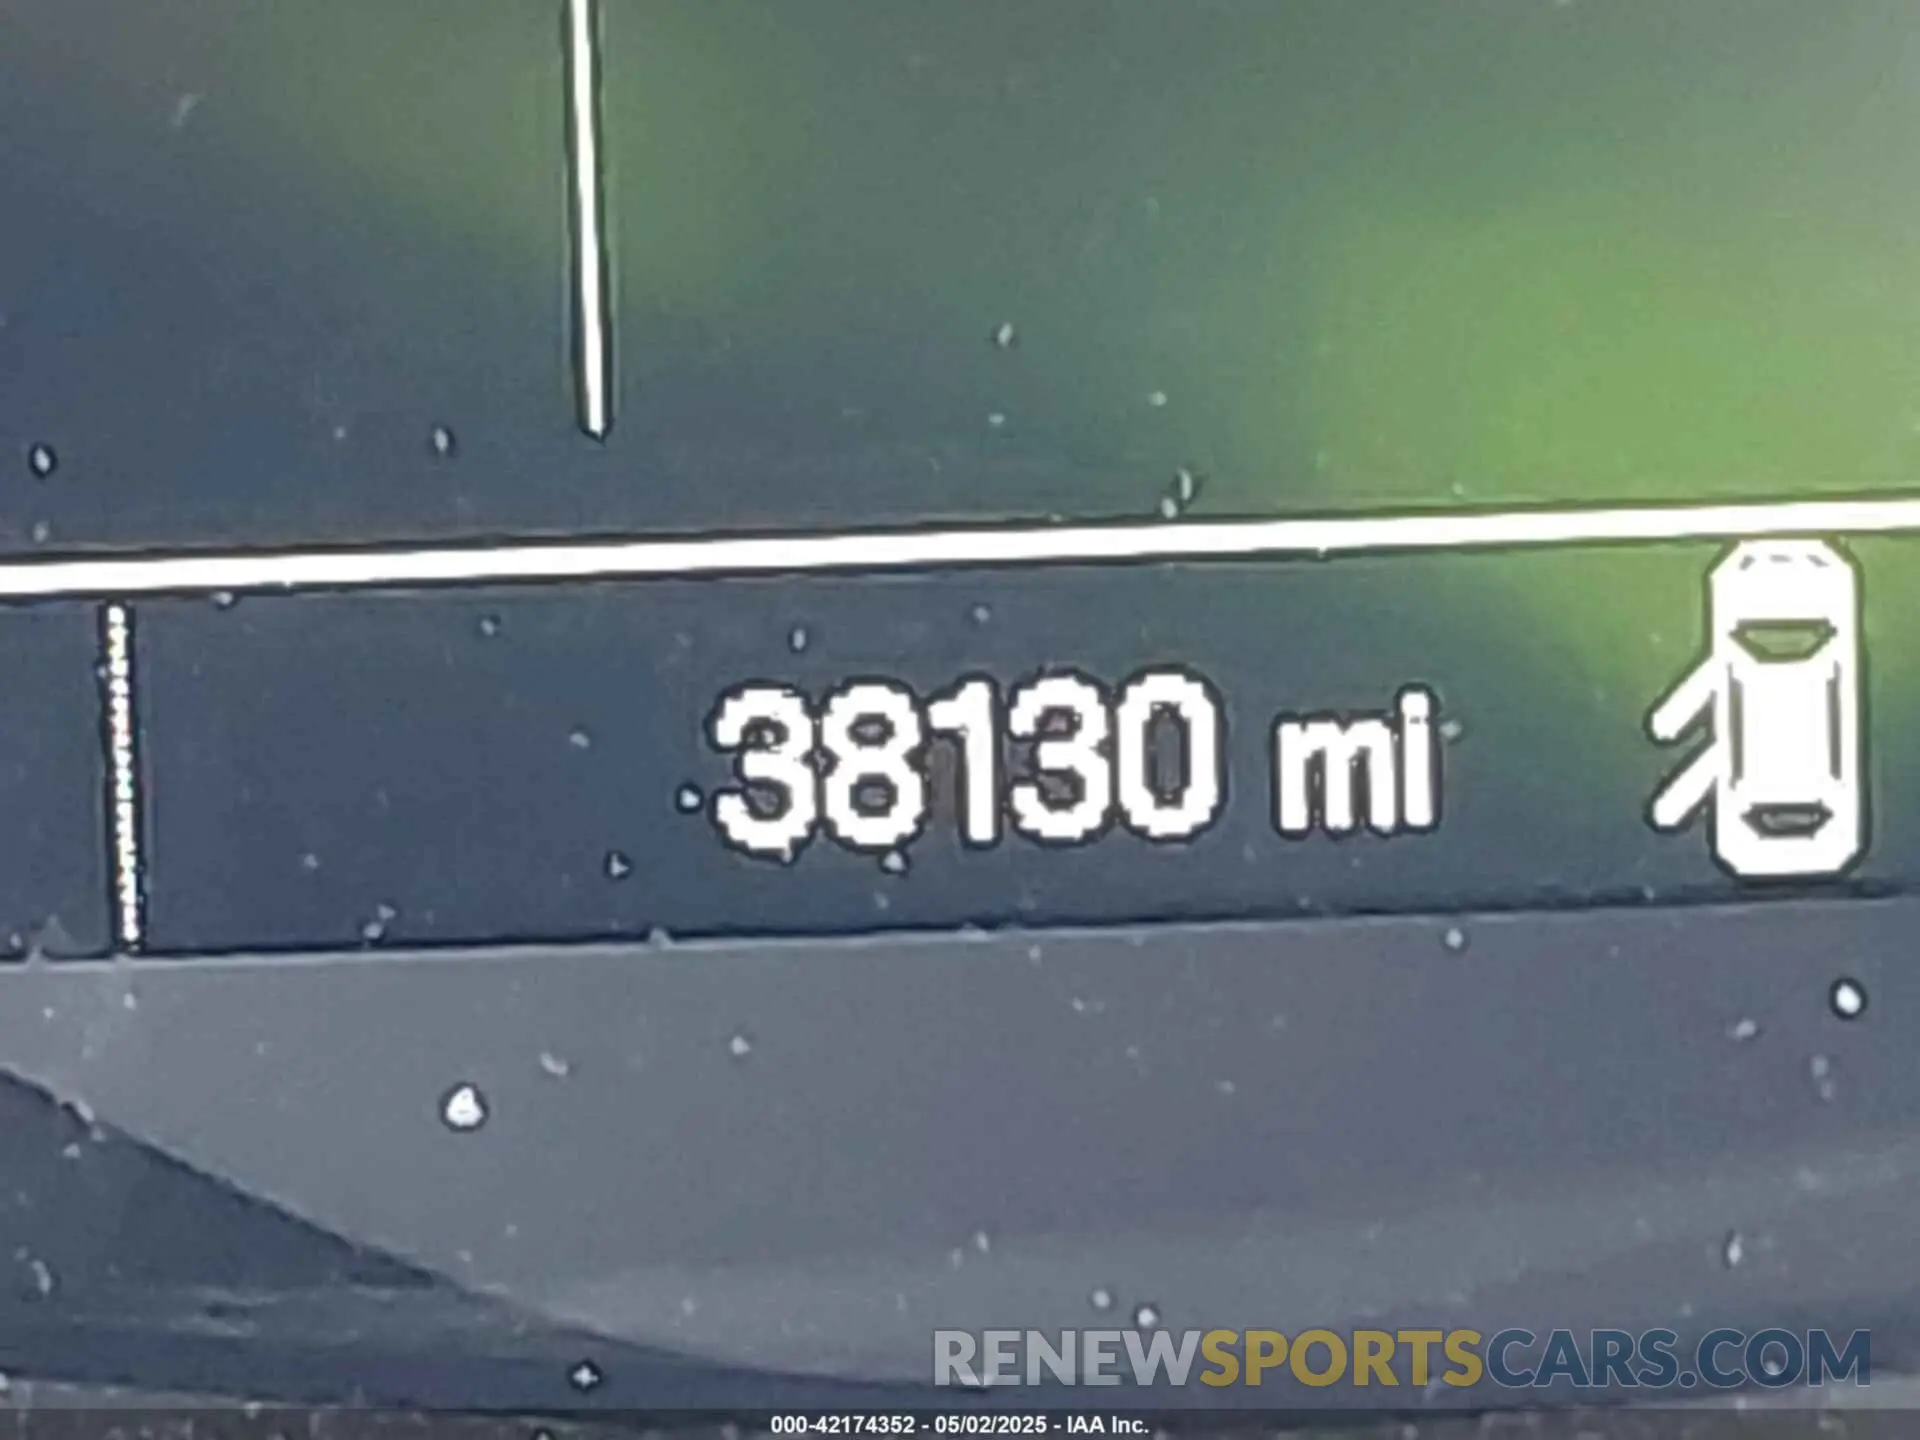 38130 mi
RENEWSPORTSCARS.COM
000-42174352 - 05/02/2025 - IAA Inc.